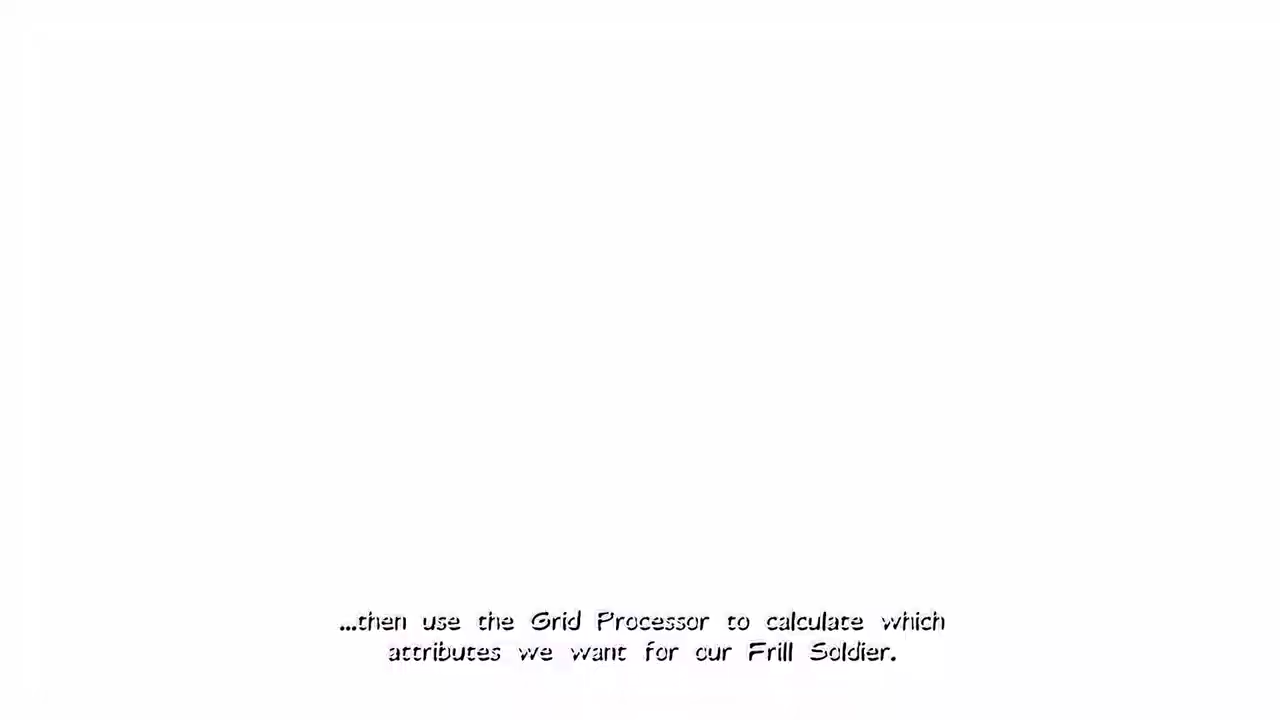 ...then use the Grid Processor to calculate which
attributes we want for our Frill Soldier.